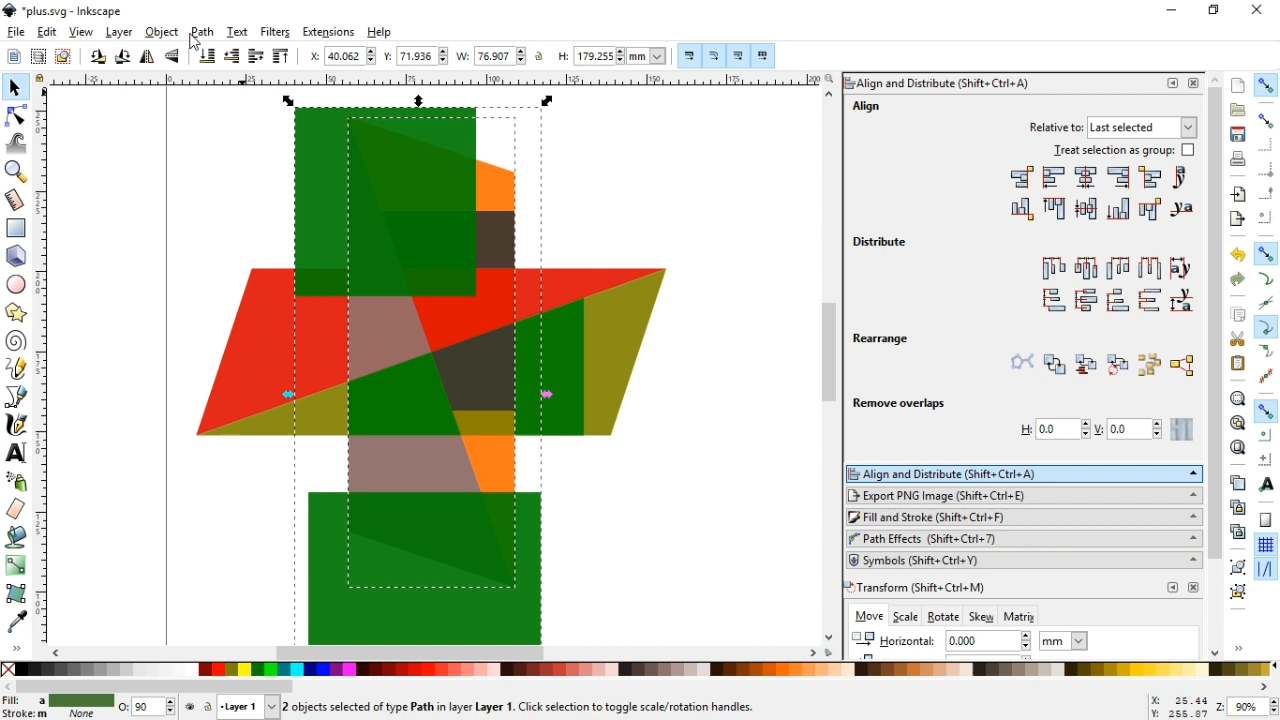 *plus.svg - Inkscape
File Edit View Layer Object Path Text Filters Extensions Help
X: 40.062 Y: 71.936 W: 76.907 H: 179.255 mm
Align and Distribute (Shift+Ctrl+A)
Align
Relative to: Last selected
Treat selection as group:
Distribute
Rearrange
Remove overlaps
H: 0.0 V: 0.0
Align and Distribute (Shift+Ctrl+A)
Export PNG Image (Shift+Ctrl+E)
Fill and Stroke (Shift+Ctrl+F)
Path Effects (Shift+Ctrl+7)
Symbols (Shift+Ctrl+Y)
Transform (Shift+Ctrl+M)
Move Scale Rotate Skew Matrix
Horizontal: 0.000 mm
Fill: a O: 90 Layer 1 2 objects selected of type Path in layer Layer 1. Click selection to toggle scale/rotation handles. X: 25.44 Z: 90%
Stroke: m None Y: 255.87